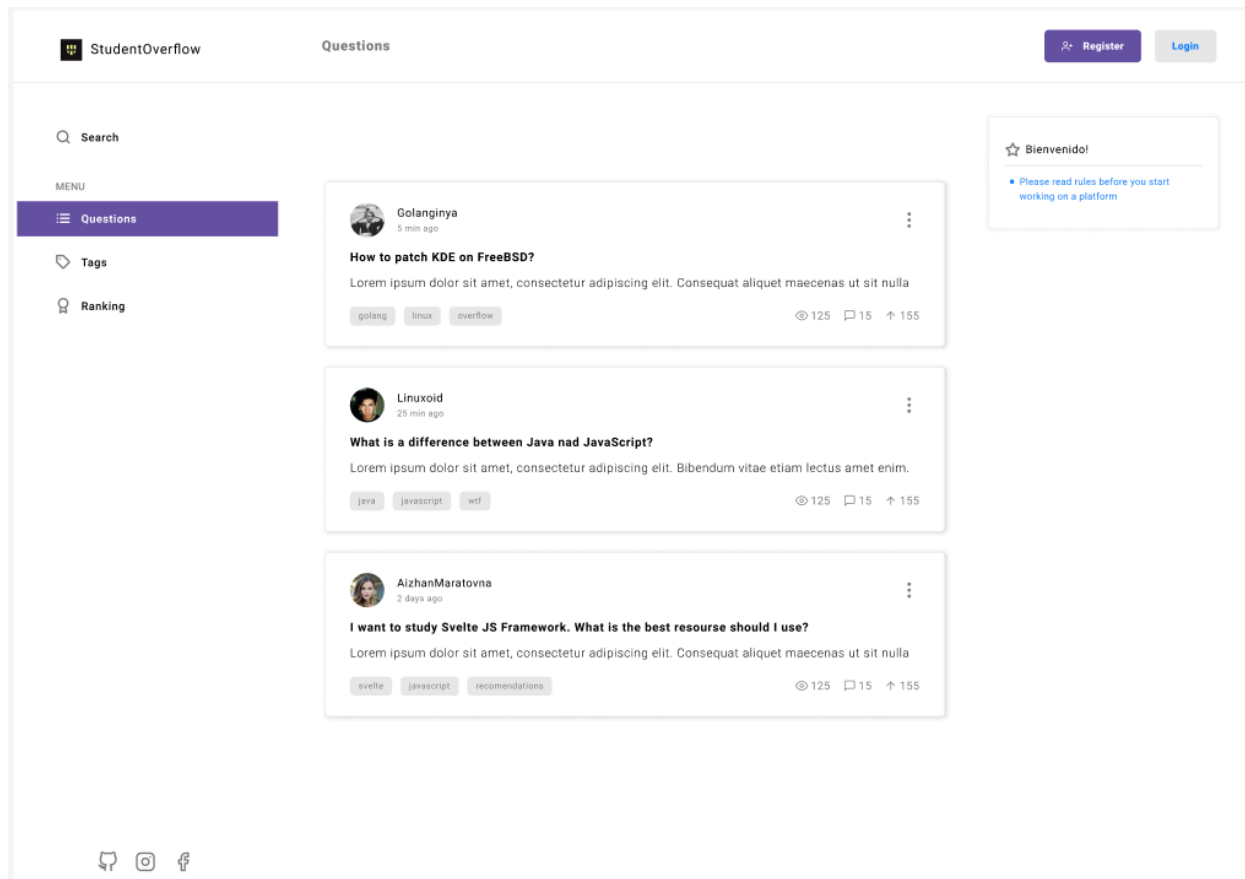 StudentOverflow
Questions
Register
Login
Search
MENU
Questions
Tags
Ranking
Golanginya
5 min ago
How to patch KDE on FreeBSD?
Lorem ipsum dolor sit amet, consectetur adipiscing elit. Consequat aliquet maecenas ut sit nulla
golang linux overflow
125 15 155
Linuxoid
25 min ago
What is a difference between Java nad JavaScript?
Lorem ipsum dolor sit amet, consectetur adipiscing elit. Bibendum vitae etiam lectus amet enim.
java javascript wtf
125 15 155
AizhanMaratovna
2 days ago
I want to study Svelte JS Framework. What is the best resourse should I use?
Lorem ipsum dolor sit amet, consectetur adipiscing elit. Consequat aliquet maecenas ut sit nulla
svelte javascript recomendations
125 15 155
Bienvenido!
Please read rules before you start
working on a platform